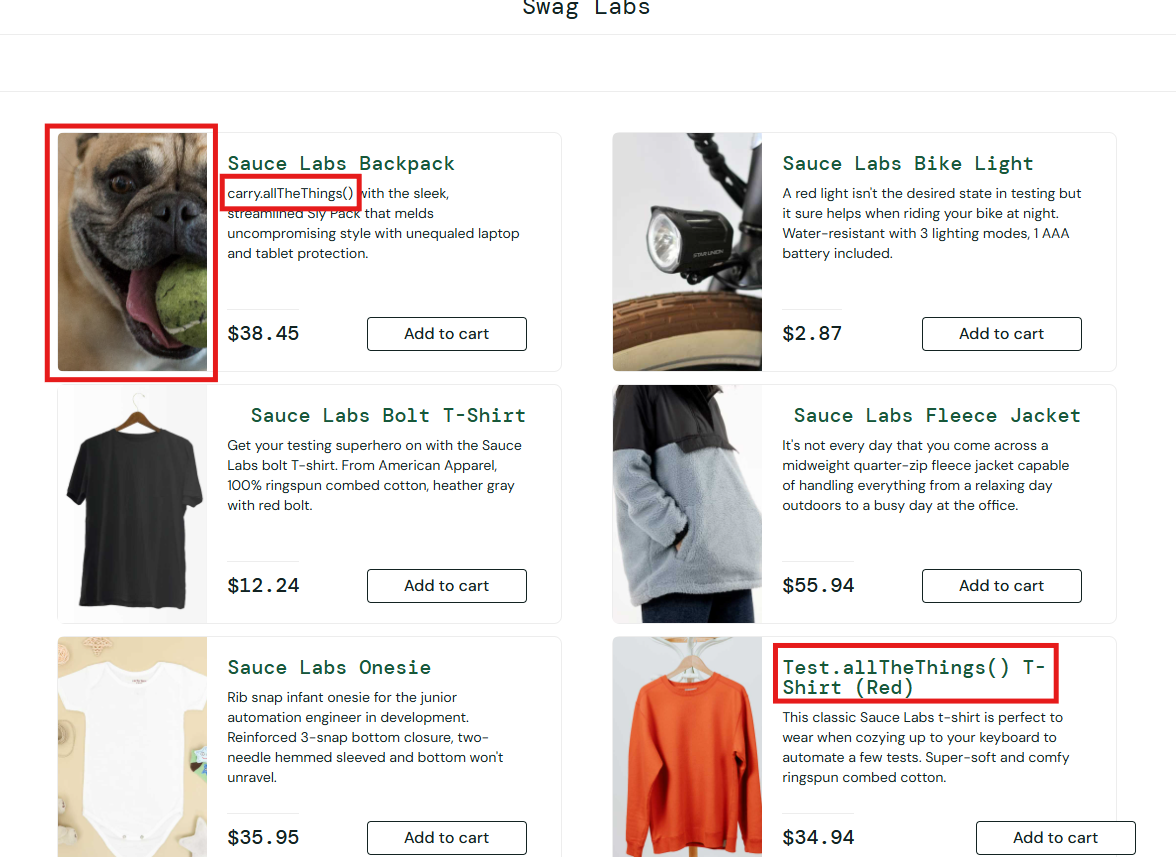 Swag Labs
Sauce Labs Backpack
carry.allTheThings() with the sleek,
streamlined Sly Pack that melds
uncompromising style with unequaled laptop
and tablet protection.
$38.45
Add to cart
Sauce Labs Bike Light
A red light isn't the desired state in testing but
it sure helps when riding your bike at night.
Water-resistant with 3 lighting modes, 1 AAA
battery included.
STAR UNION
$2.87
Add to cart
Sauce Labs Bolt T-Shirt
Get your testing superhero on with the Sauce
Labs bolt T-shirt. From American Apparel,
100% ringspun combed cotton, heather gray
with red bolt.
$12.24
Add to cart
Sauce Labs Fleece Jacket
It's not every day that you come across a
midweight quarter-zip fleece jacket capable
of handling everything from a relaxing day
outdoors to a busy day at the office.
$55.94
Add to cart
Sauce Labs Onesie
Rib snap infant onesie for the junior
automation engineer in development.
Reinforced 3-snap bottom closure, two-
needle hemmed sleeved and bottom won't
unravel.
$35.95
Add to cart
Test.allTheThings() T-
Shirt (Red)
This classic Sauce Labs t-shirt is perfect to
wear when cozying up to your keyboard to
automate a few tests. Super-soft and comfy
ringspun combed cotton.
$34.94
Add to cart